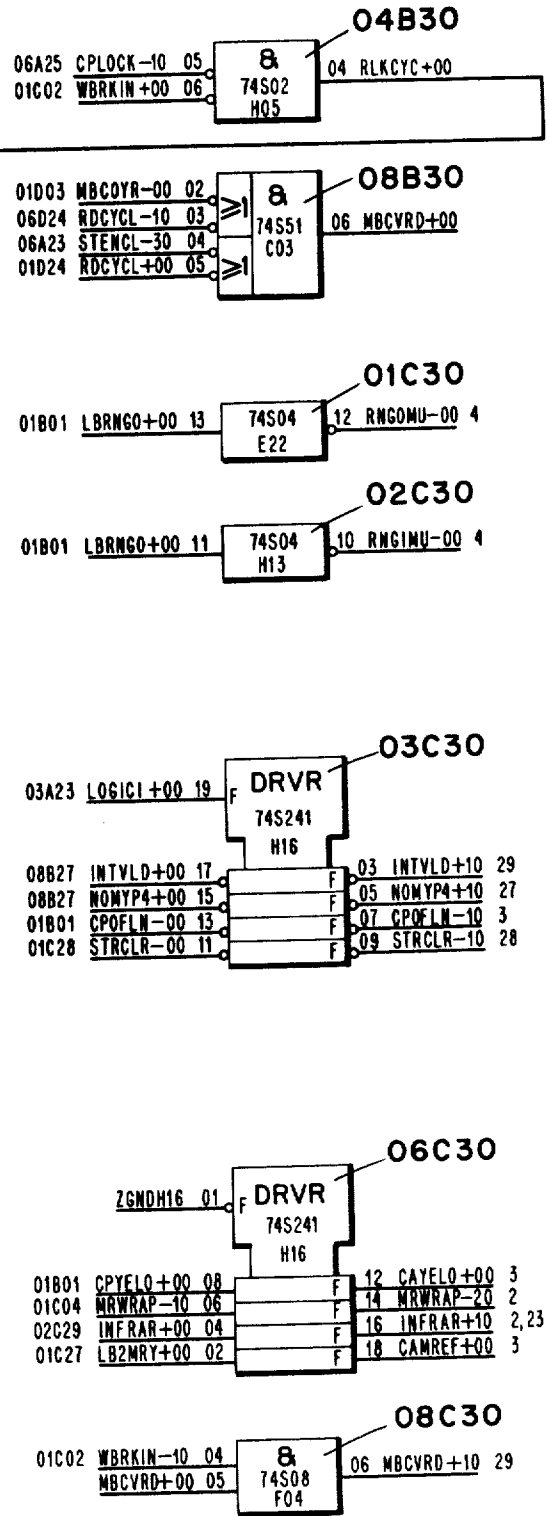 04B30
06A25 CPLOCK-10 05 & 04 RLKCYC+00
01C02 WBRKIN+00 06 74S02
H05
08B30
01D03 MBCOYR-00 02 ≥1 &
06D24 RDCYCL-10 03 74S51 06 MBCVRD+00
06A23 STENCL-30 04 C03
01D24 RDCYCL+00 05 ≥1
01C30
01B01 LBRNGO+00 13 74S04 12 RNGOMU-00 4
E22
02C30
01B01 LBRNGO+00 11 74S04 10 RNGIMU-00 4
H13
03C30
03A23 LOGICI+00 19 F DRVR
74S241
H16
08B27 INTVLD+00 17 F 03 INTVLD+10 29
08B27 NOMYP4+00 15 F 05 NOMYP4+10 27
01B01 CPOFLN-00 13 F 07 CPOFLN-10 3
01C28 STRCLR-00 11 F 09 STRCLR-10 28
06C30
ZGNDH16 01 F DRVR
74S241
H16
01B01 CPYELO+00 08 F 12 CAYELO+00 3
01C04 MRWRAP-10 06 F 14 MRWRAP-20 2
02C29 INFRAR+00 04 F 16 INFRAR+10 2,23
01C27 LB2MRY+00 02 F 18 CAMREF+00 3
08C30
01C02 WBRKIN-10 04 & 06 MBCVRD+10 29
MBCVRD+00 05 74S08
F04